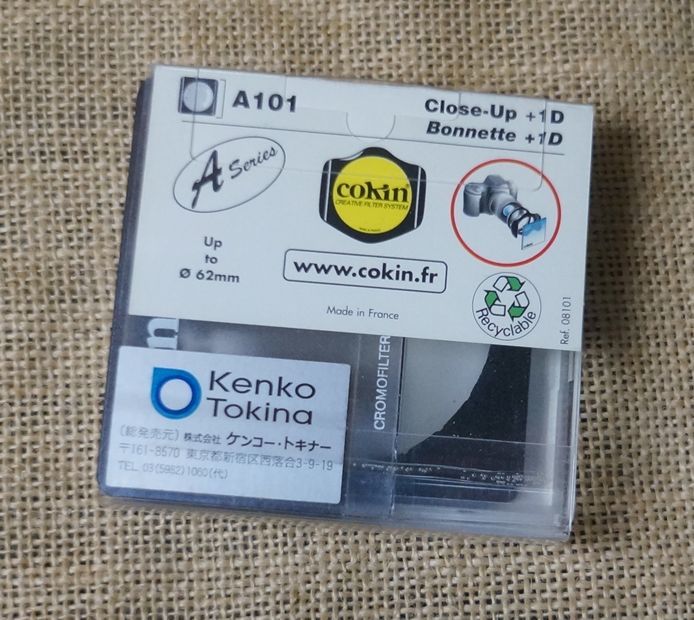 A101
Close-Up +1D
Bonnette +1D
A Series
cokin
CREATIVE FILTER SYSTEM
Up
to
Ø 62mm
www.cokin.fr
Made in France
Recyclable
Ref. 08101
n
CROMOFILTER
Kenko
Tokina
(総発売元) 株式会社 ケンコー・トキナー
〒161-8570 東京都新宿区西落合3-9-19
TEL 03(5982)1060(代)